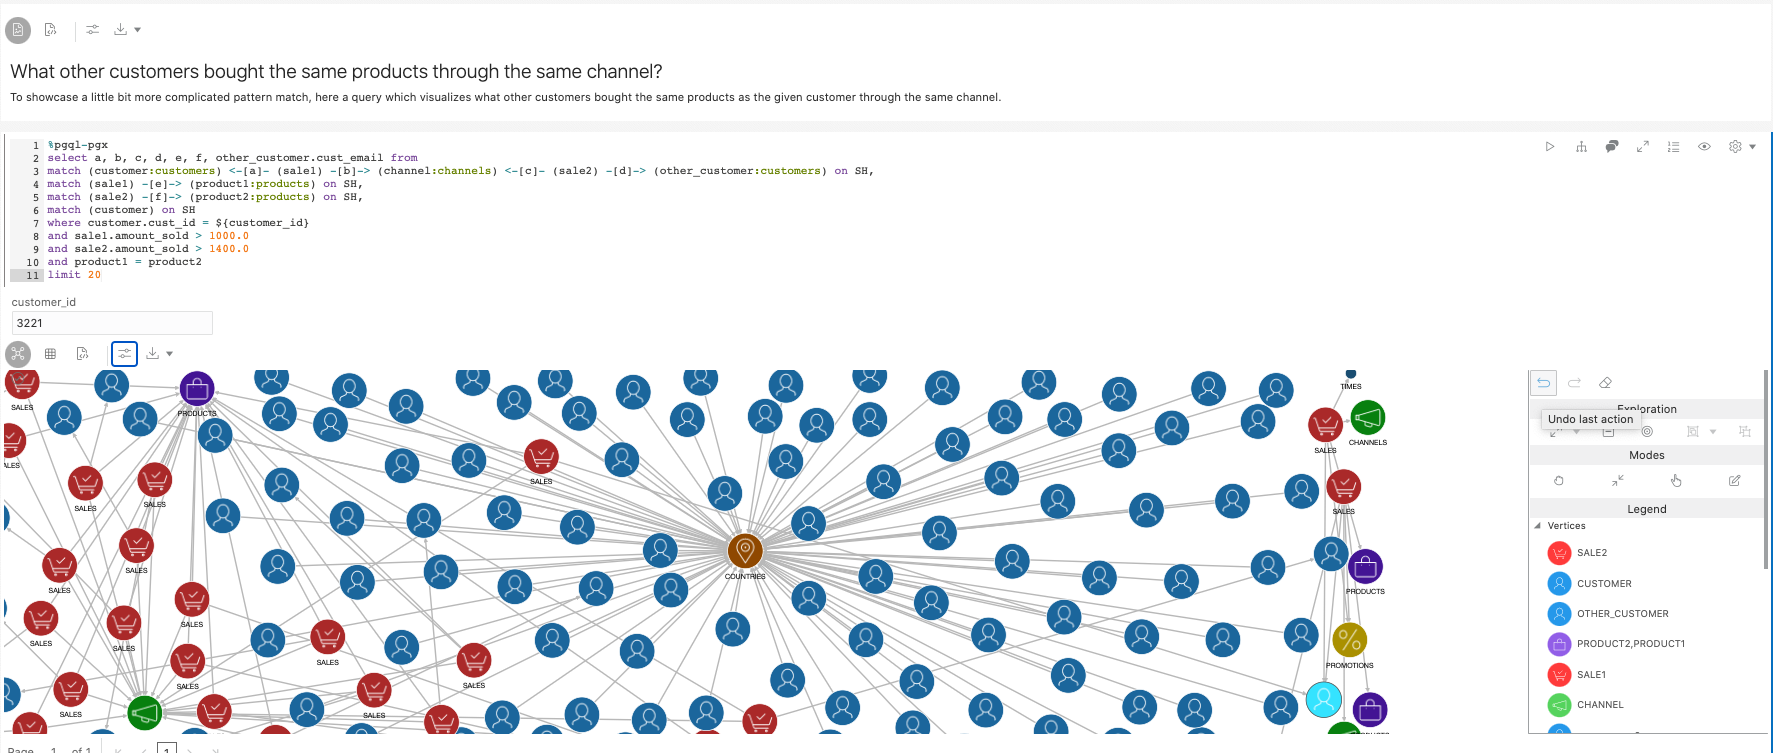 What other customers bought the same products through the same channel?
To showcase a little bit more complicated pattern match, here a query which visualizes what other customers bought the same products as the given customer through the same channel.
1 %pgql-pgx
2 select a, b, c, d, e, f, other_customer.cust_email from
3 match (customer:customers) <-[a]- (sale1) -[b]-> (channel:channels) <-[c]- (sale2) -[d]-> (other_customer:customers) on SH,
4 match (sale1) -[e]-> (product1:products) on SH,
5 match (sale2) -[f]-> (product2:products) on SH,
6 match (customer) on SH
7 where customer.cust_id = ${customer_id}
8 and sale1.amount_sold > 1000.0
9 and sale2.amount_sold > 1400.0
10 and product1 = product2
11 limit 20
customer_id
3221
SALES
PRODUCTS
TIMES
SALES
CHANNELS
SALES
SALES
SALES
SALES
SALES
SALES
COUNTRIES
SALES
PRODUCTS
SALES
SALES
SALES
SALES
SALES
PROMOTIONS
SALES
SALES
SALES
SALES
Undo last action
Exploration
Modes
Legend
Vertices
SALE2
CUSTOMER
OTHER_CUSTOMER
PRODUCT2,PRODUCT1
SALE1
CHANNEL
Page 1 of 1
1